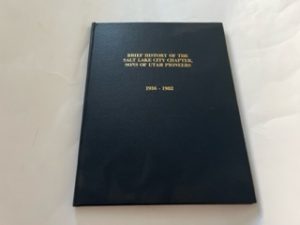 BRIEF HISTORY OF THE
SALT LAKE CITY CHAPTER,
SONS OF UTAH PIONEERS
1936 - 1982